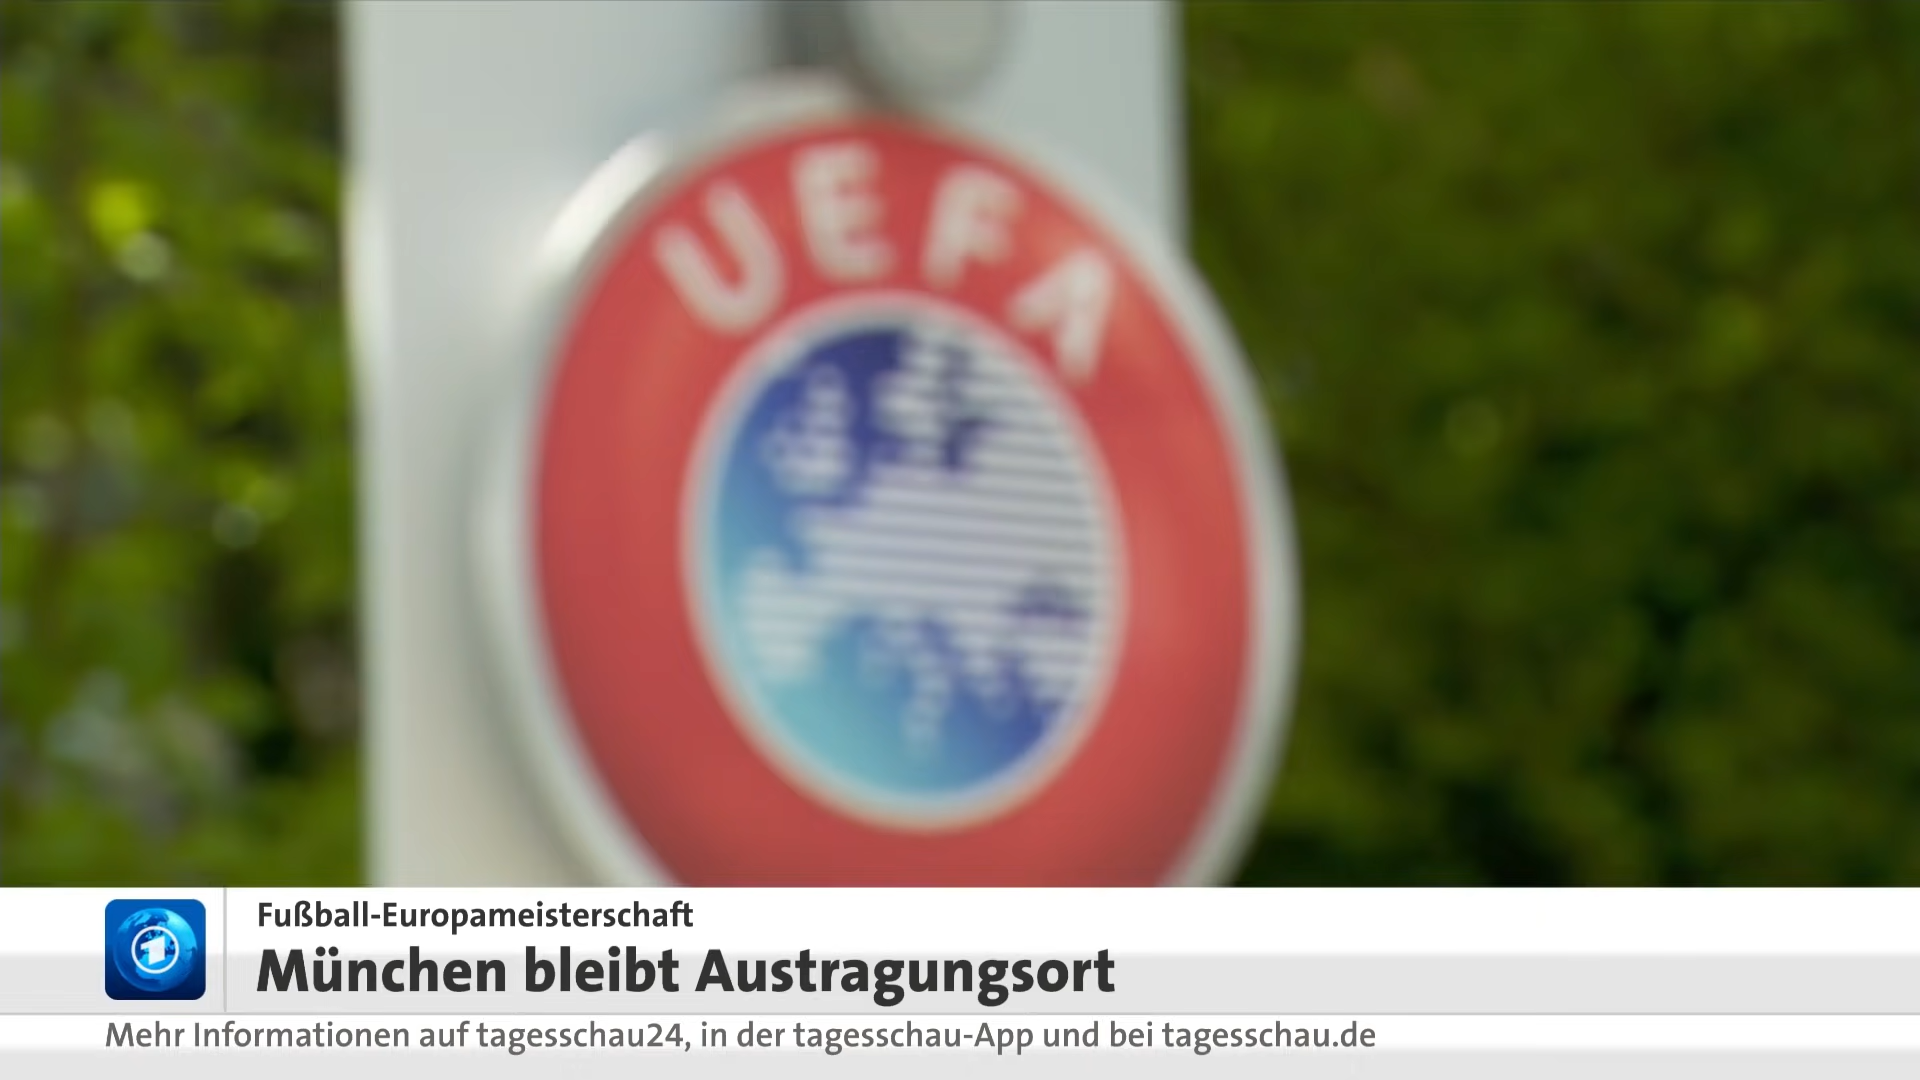 UEFA
Fußball-Europameisterschaft
München bleibt Austragungsort
Mehr Informationen auf tagesschau24, in der tagesschau-App und bei tagesschau.de